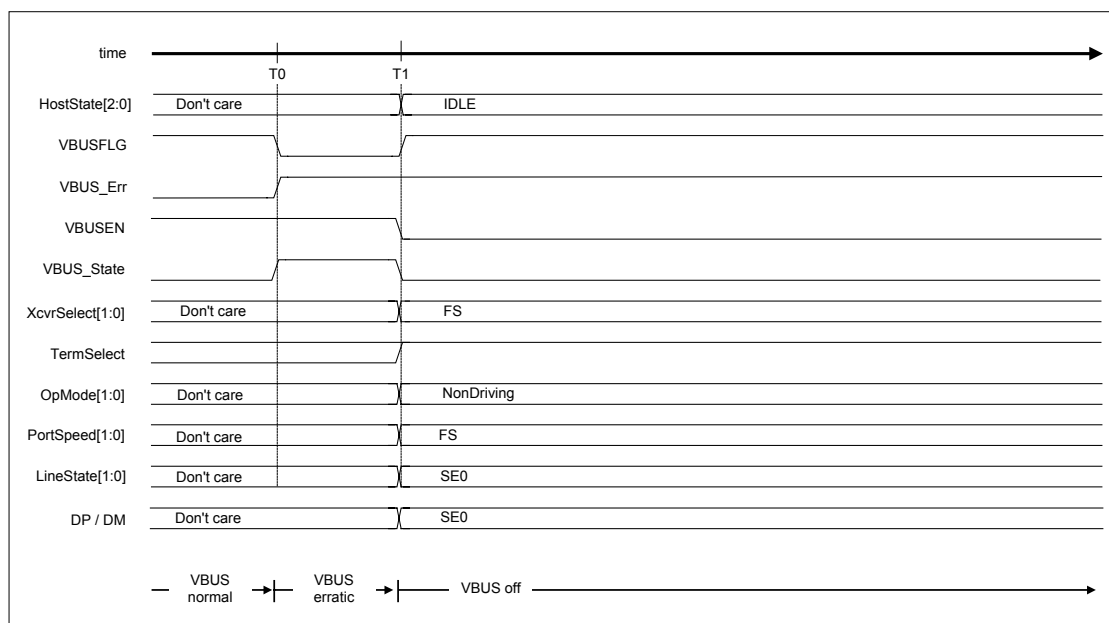 time
T0 T1
HostState[2:0] Don't care IDLE
VBUSFLG
VBUS_Err
VBUSEN
VBUS_State
XcvrSelect[1:0] Don't care FS
TermSelect
OpMode[1:0] Don't care NonDriving
PortSpeed[1:0] Don't care FS
LineState[1:0] Don't care SE0
DP / DM Don't care SE0
VBUS normal
VBUS erratic
VBUS off